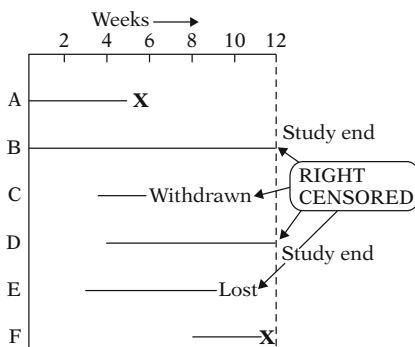 Weeks
2 4 6 8 10 12
A X
B Study end
C Withdrawn
RIGHT
CENSORED
D
Study end
E Lost
F X